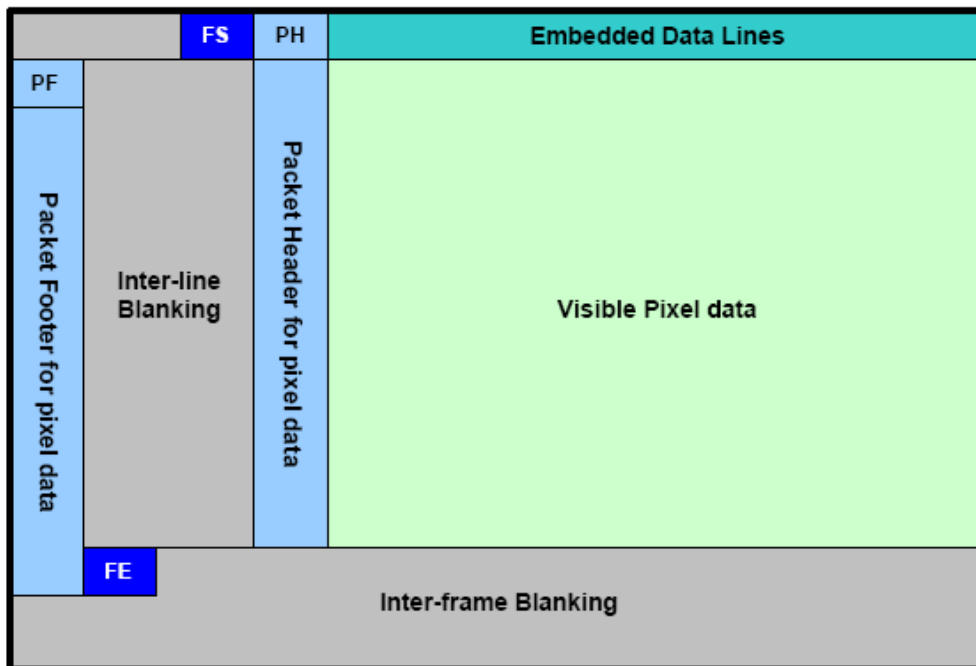 FS
PH
Embedded Data Lines
PF
Packet Footer for pixel data
Inter-line
Blanking
Packet Header for pixel data
Visible Pixel data
FE
Inter-frame Blanking